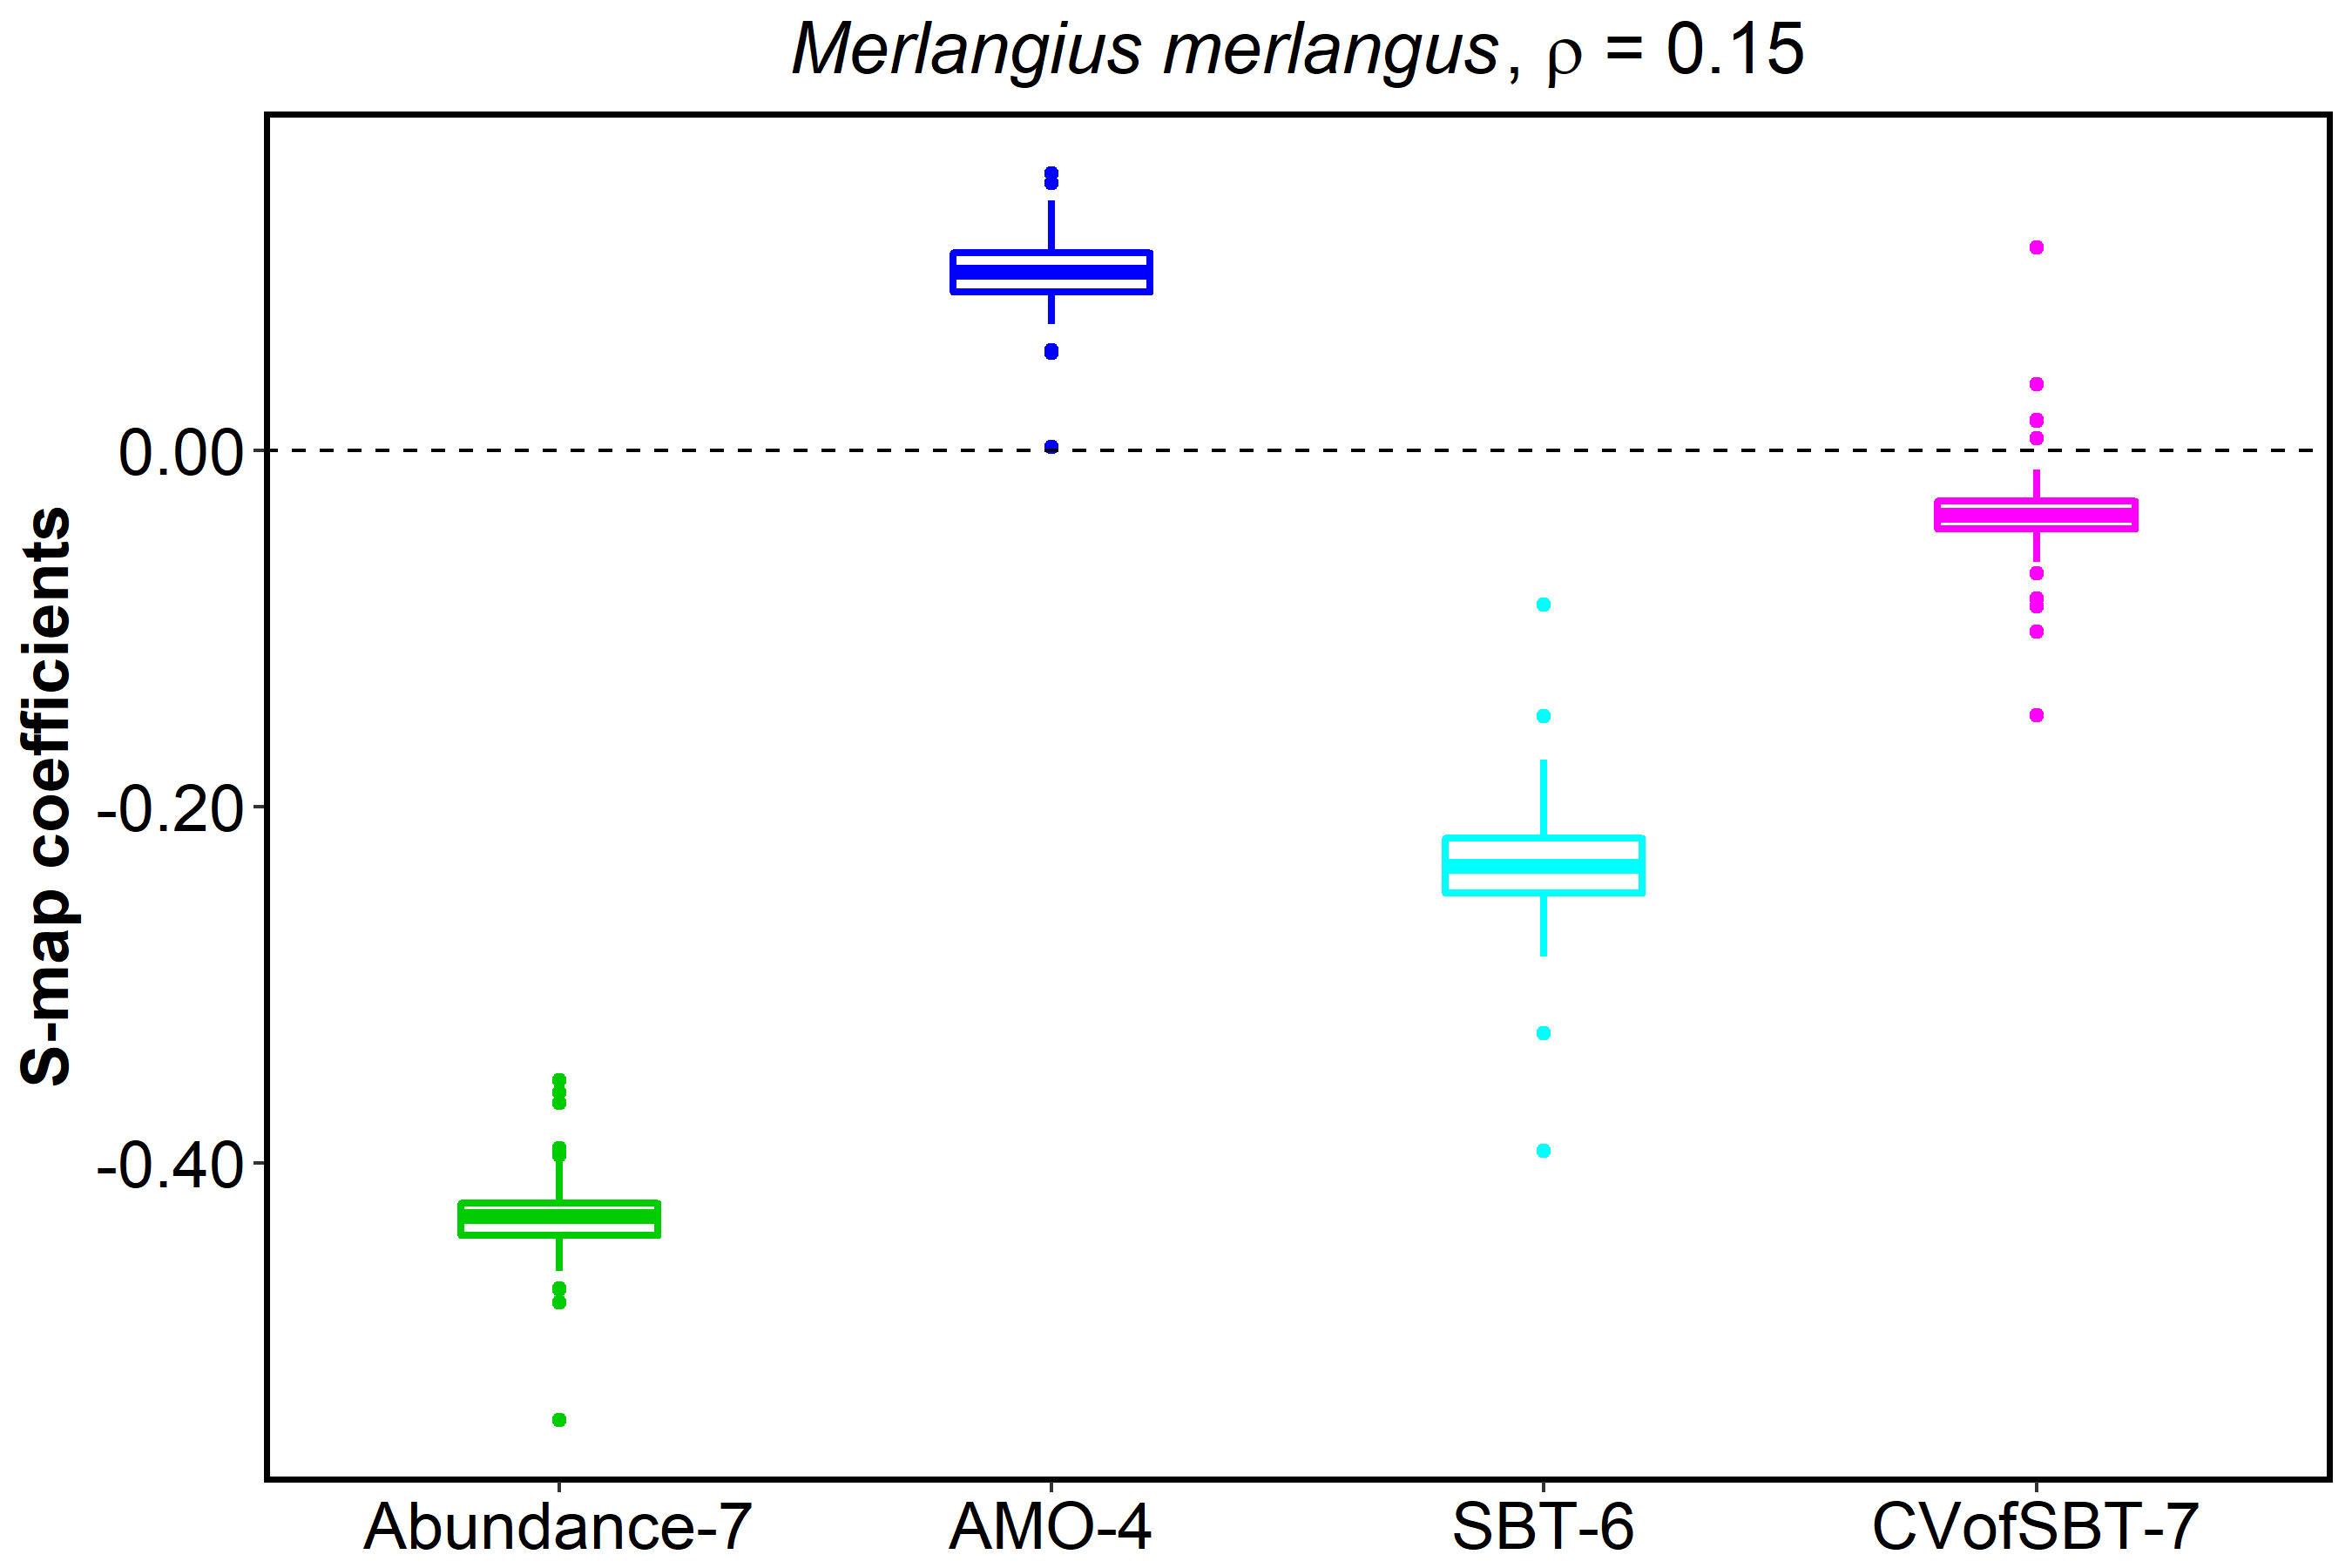 Merlangius merlangus, ρ = 0.15
S-map coefficients
0.00
-0.20
-0.40
Abundance-7 AMO-4 SBT-6 CVofSBT-7